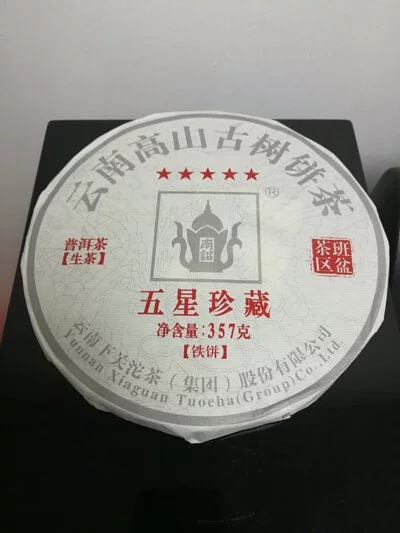 云南高山古树饼茶
★★★★★
®
南詔
普洱茶
【生茶】
班盆
茶区
五星珍藏
净含量:357克
【铁饼】
云南下关沱茶(集团)股份有限公司
Yunnan Xiaguan Tuocha(Group)Co.,Ltd.